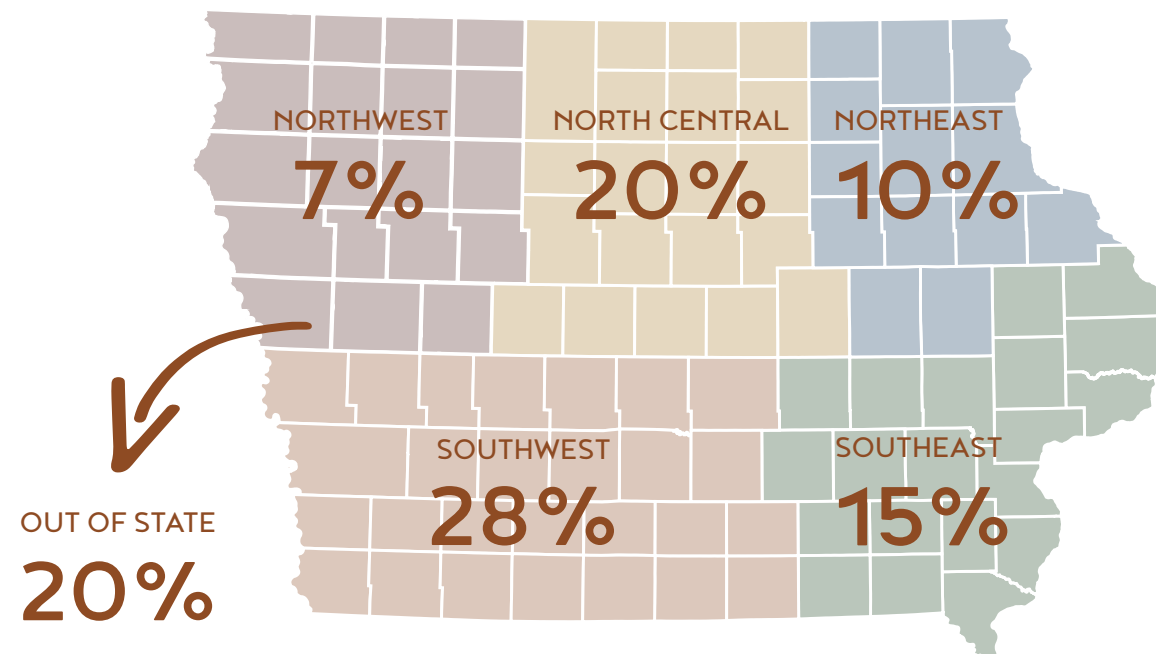 NORTHWEST
7%
NORTH CENTRAL
20%
NORTHEAST
10%
SOUTHWEST
28%
SOUTHEAST
15%
OUT OF STATE
20%